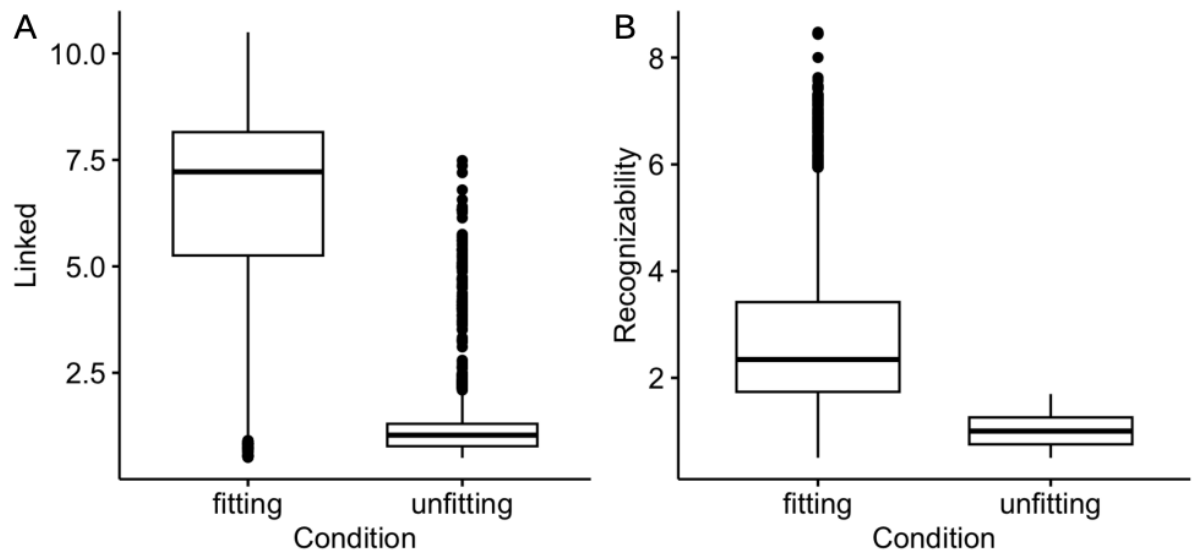 A
Linked
10.0
7.5
5.0
2.5
fitting
unfitting
Condition
B
Recognizability
8
6
4
2
fitting
unfitting
Condition